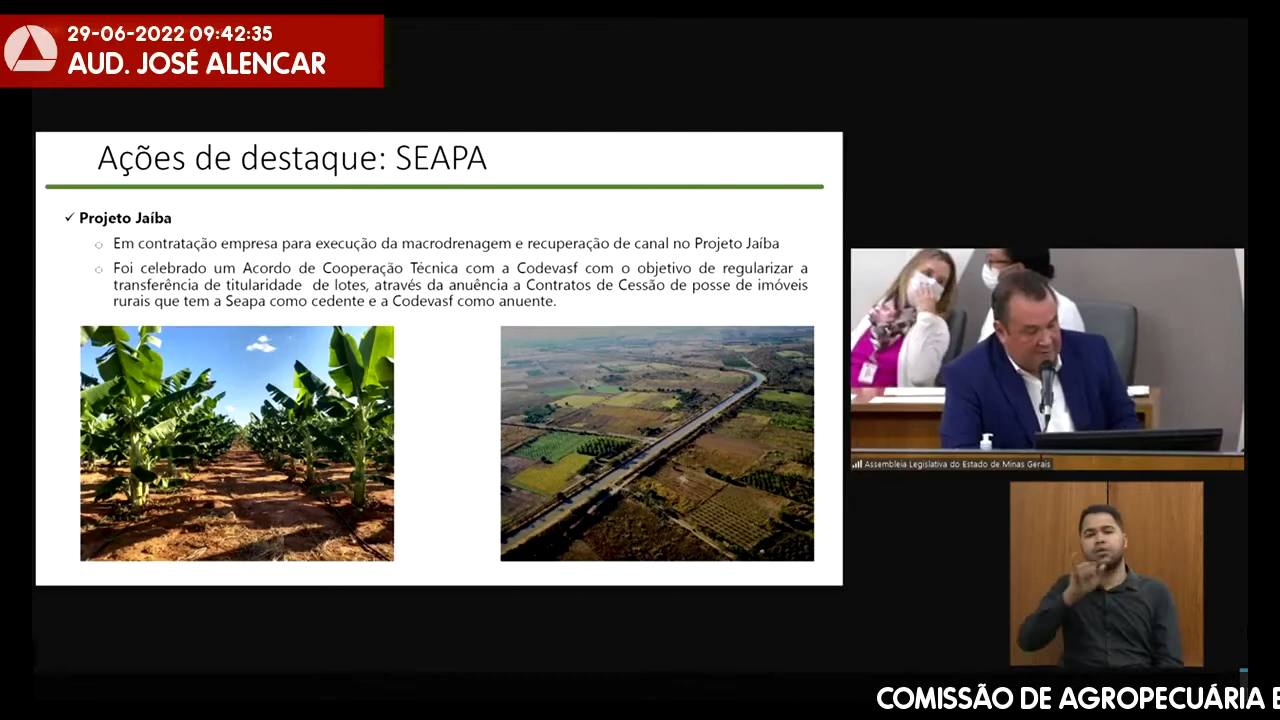 29-06-2022 09:42:35
AUD. JOSÉ ALENCAR
Ações de destaque: SEAPA
✓ Projeto Jaíba
○ Em contratação empresa para execução da macrodrenagem e recuperação de canal no Projeto Jaíba
○ Foi celebrado um Acordo de Cooperação Técnica com a Codevasf com o objetivo de regularizar a
transferência de titularidade de lotes, através da anuência a Contratos de Cessão de posse de imóveis
rurais que tem a Seapa como cedente e a Codevasf como anuente.
Assembleia Legislativa do Estado de Minas Gerais
COMISSÃO DE AGROPECUÁRIA E